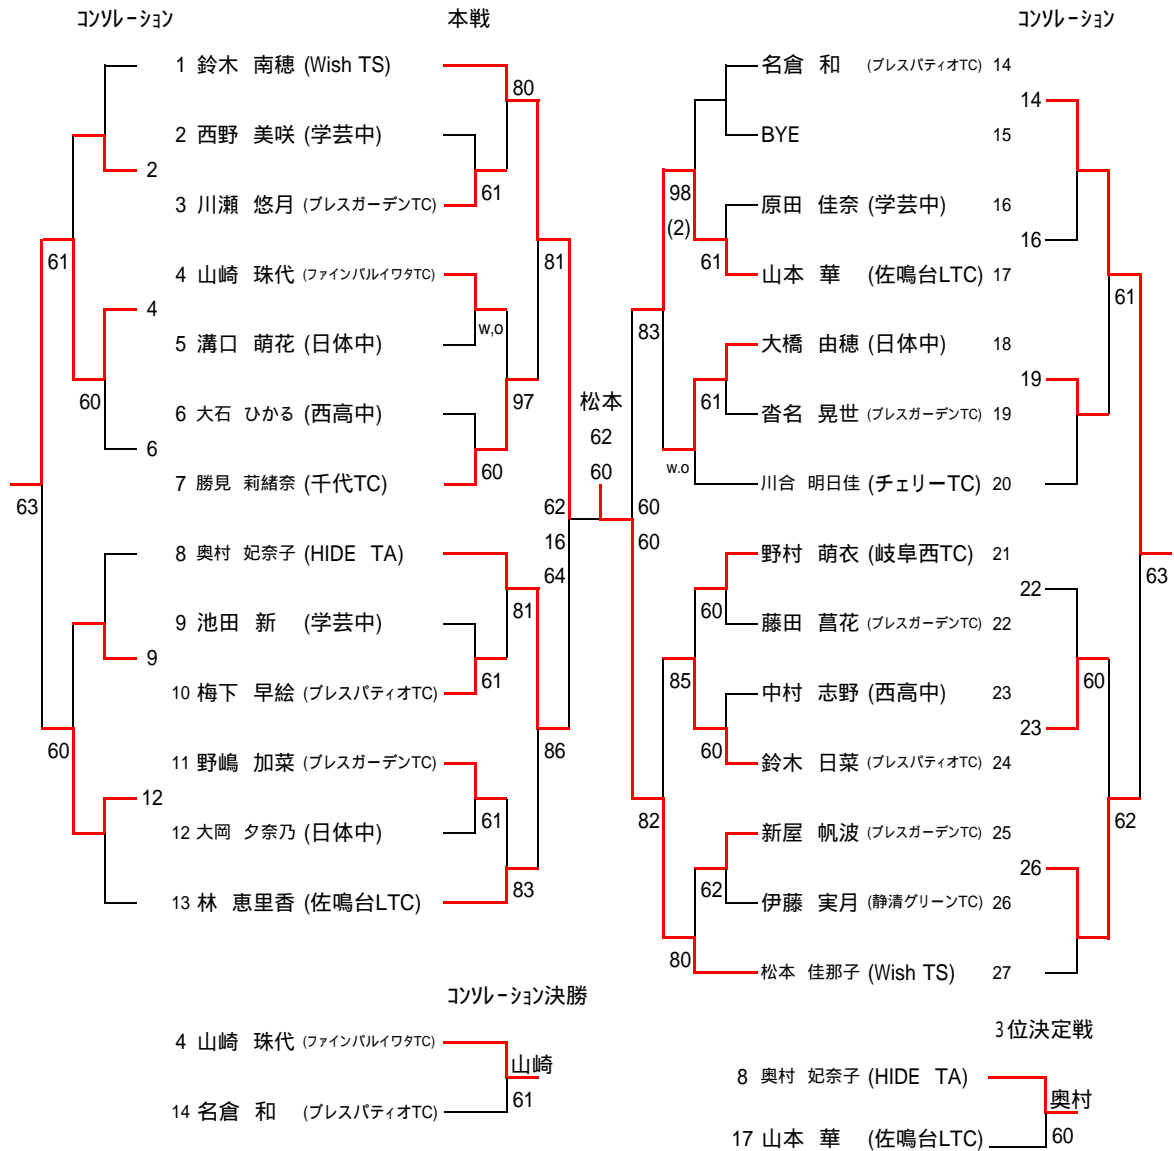 コンソレーション 本戦 コンソレーション
1 鈴木 南穂 (Wish TS) 名倉 和 (ブレスパティオTC) 14
80 14
2 西野 美咲 (学芸中) BYE 15
2
3 川瀬 悠月 (ブレスガーデンTC) 61 98 原田 佳奈 (学芸中) 16
(2) 16
61 4 山崎 珠代 (ファインバルイワタTC) 81 61 山本 華 (佐鳴台LTC) 17
4 61
5 溝口 萌花 (日体中) w,o 83 大橋 由穂 (日体中) 18
19
60 97 松本 61
6 大石 ひかる (西高中) 沓名 晃世 (ブレスガーデンTC) 19
6 62
7 勝見 莉緒奈 (千代TC) 60 60 w.o 川合 明日佳 (チェリーTC) 20
63 62 60
16 60
8 奥村 妃奈子 (HIDE TA) 64 野村 萌衣 (岐阜西TC) 21
63
22
81 60
9 池田 新 (学芸中) 藤田 菖花 (ブレスガーデンTC) 22
9
10 梅下 早絵 (ブレスパティオTC) 61 85 中村 志野 (西高中) 23 60
23
60 86 60
11 野嶋 加菜 (ブレスガーデンTC) 鈴木 日菜 (ブレスパティオTC) 24
12
61 82 62
12 大岡 夕奈乃 (日体中) 新屋 帆波 (ブレスガーデンTC) 25
26
83 62
13 林 恵里香 (佐鳴台LTC) 伊藤 実月 (静清グリーンTC) 26
80
松本 佳那子 (Wish TS) 27
コンソレーション決勝
3位決定戦
4 山崎 珠代 (ファインバルイワタTC)
山崎
8 奥村 妃奈子 (HIDE TA)
61 奥村
14 名倉 和 (ブレスパティオTC)
17 山本 華 (佐鳴台LTC) 60